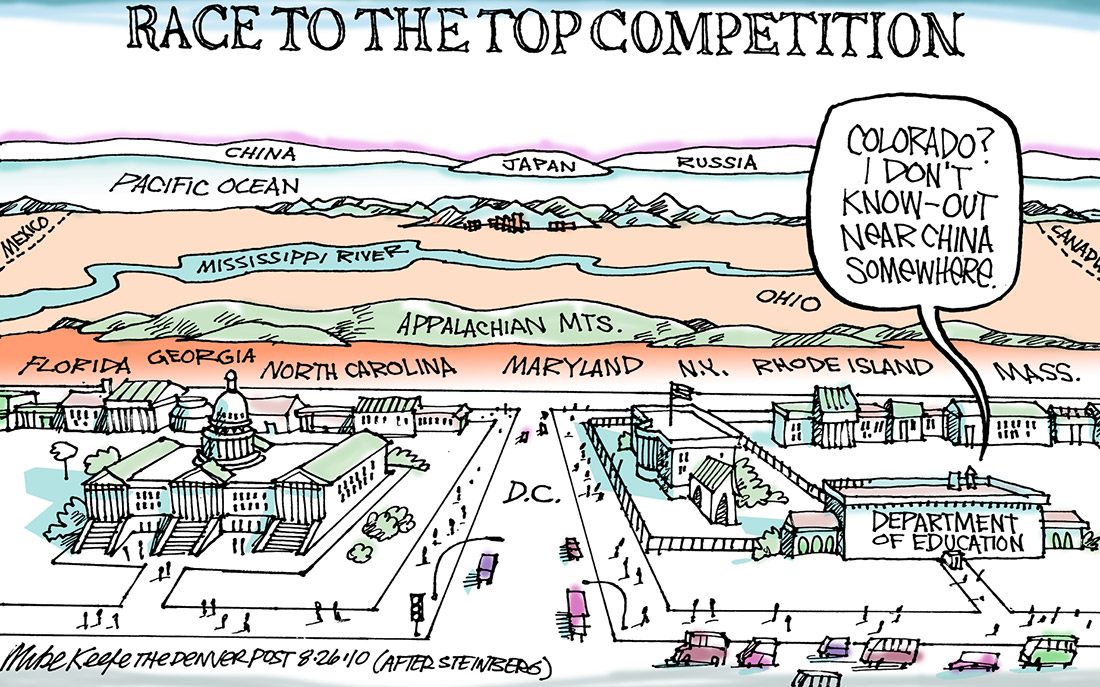 RACE TO THE TOP COMPETITION
COLORADO?
I DON'T
KNOW-OUT
NEAR CHINA
SOMEWHERE.
CHINA
JAPAN
RUSSIA
PACIFIC OCEAN
MEXICO
CANADA
MISSISSIPPI RIVER
OHIO
APPALACHIAN MTS.
FLORIDA GEORGIA NORTH CAROLINA MARYLAND N.Y. RHODE ISLAND MASS.
D.C.
DEPARTMENT
OF EDUCATION
Mike Keefe THE DENVER POST 8·26·10 (AFTER STEINBERG)